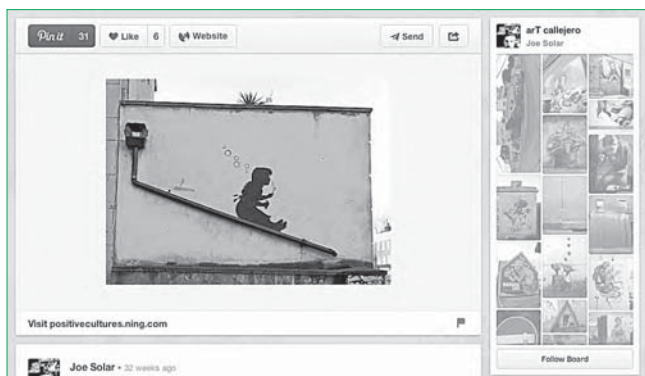 Pin it 31 Like 6 Website Send
arT callejero
Joe Solar
Visit positivecultures.ning.com
Follow Board
Joe Solar • 32 weeks ago